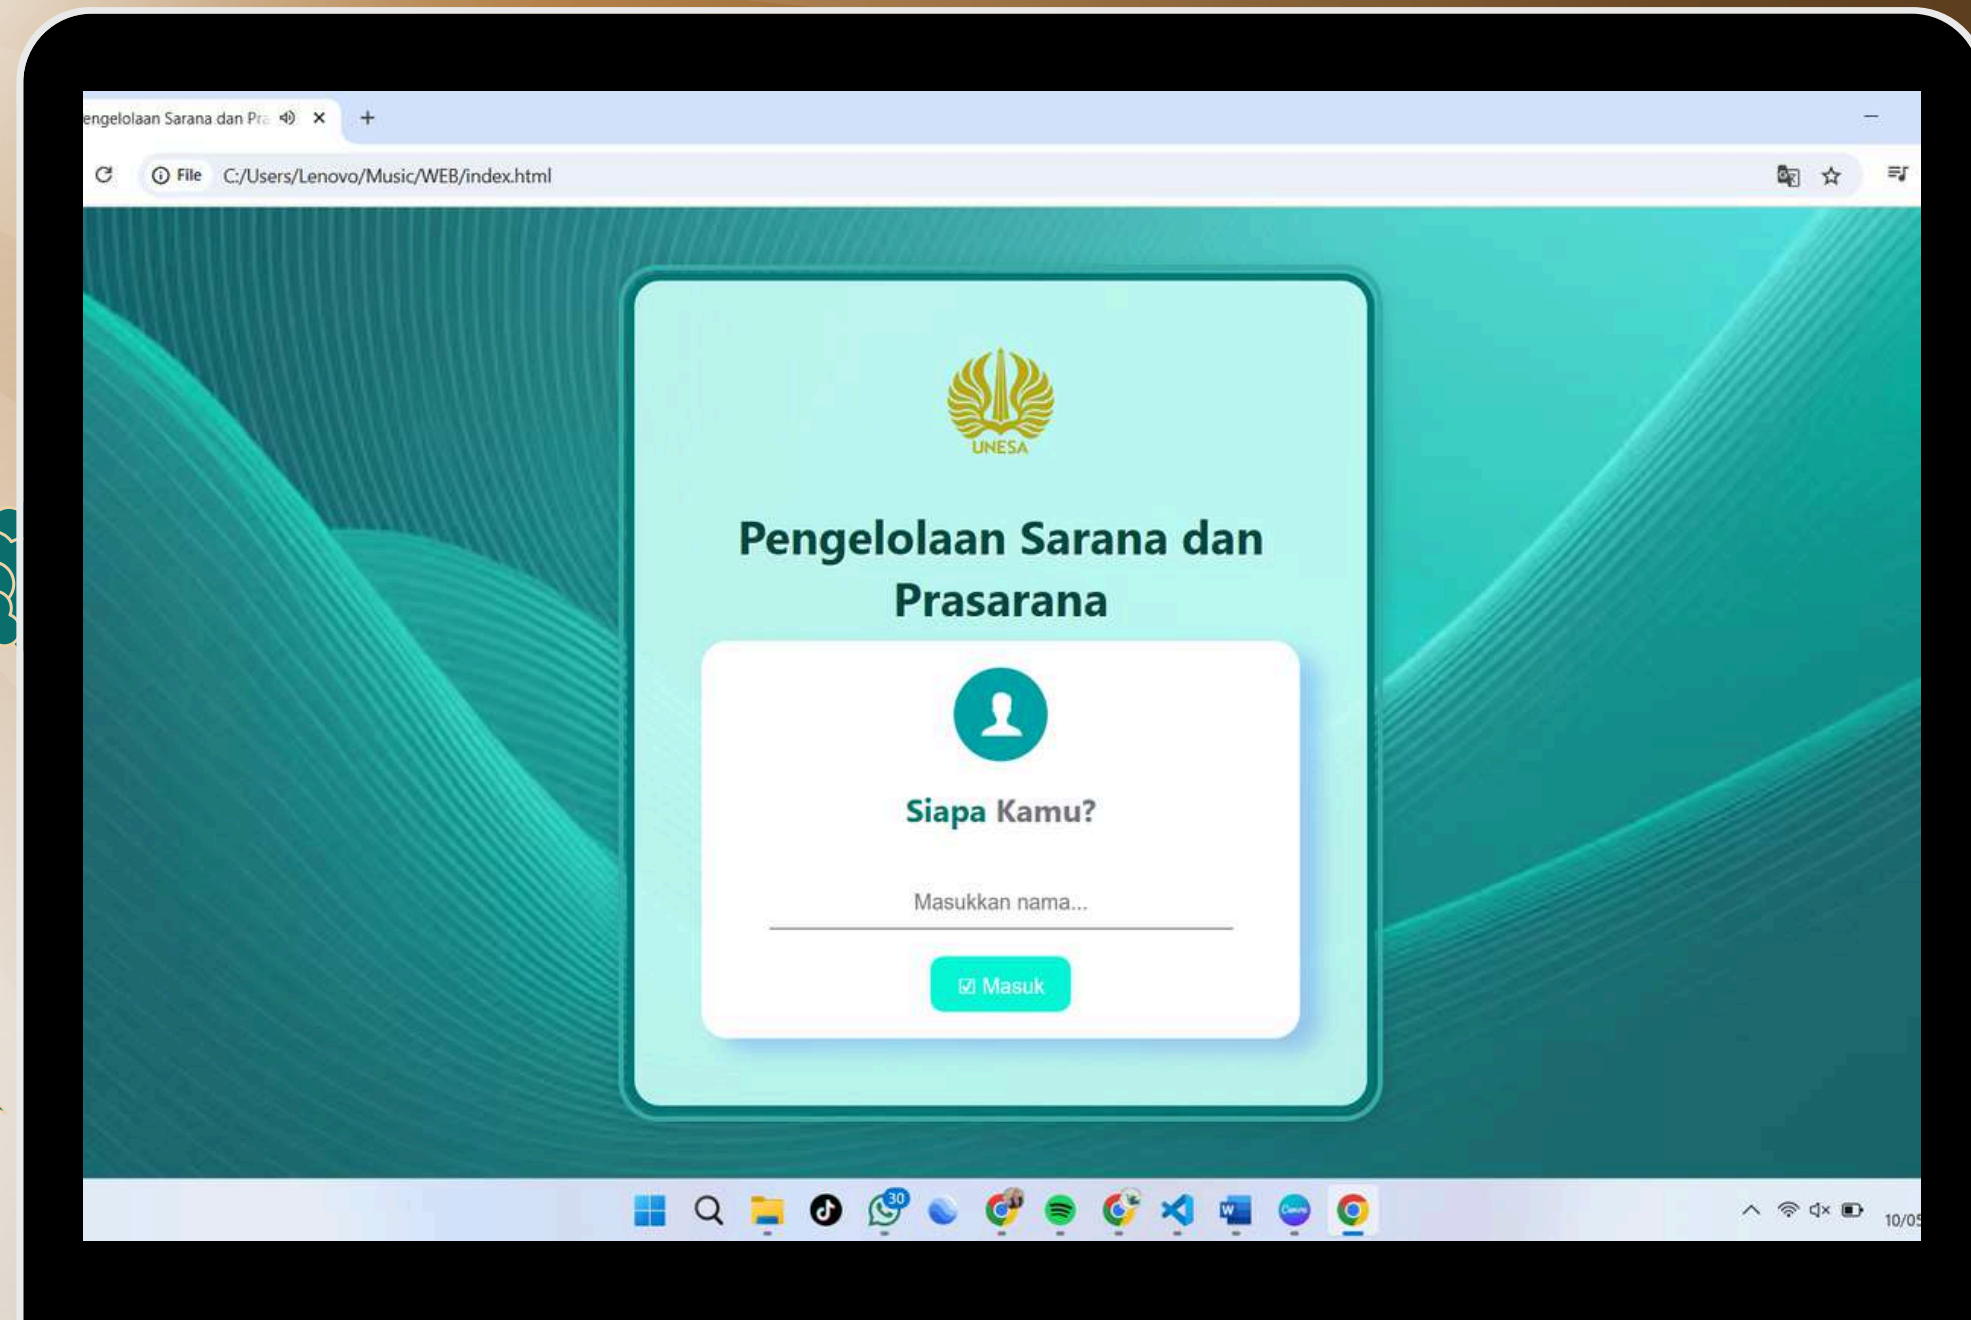 engelolaan Sarana dan Pra
File C:/Users/Lenovo/Music/WEB/index.html
UNESA
Pengelolaan Sarana dan
Prasarana
Siapa Kamu?
Masukkan nama...
Masuk
30
10/05